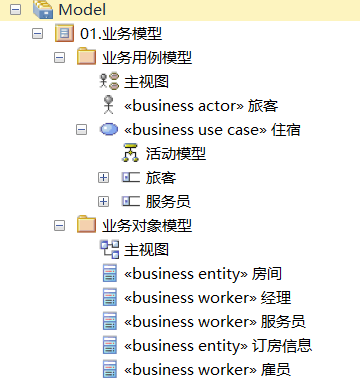 Model
01.业务模型
业务用例模型
主视图
«business actor» 旅客
«business use case» 住宿
活动模型
旅客
服务员
业务对象模型
主视图
«business entity» 房间
«business worker» 经理
«business worker» 服务员
«business entity» 订房信息
«business worker» 雇员